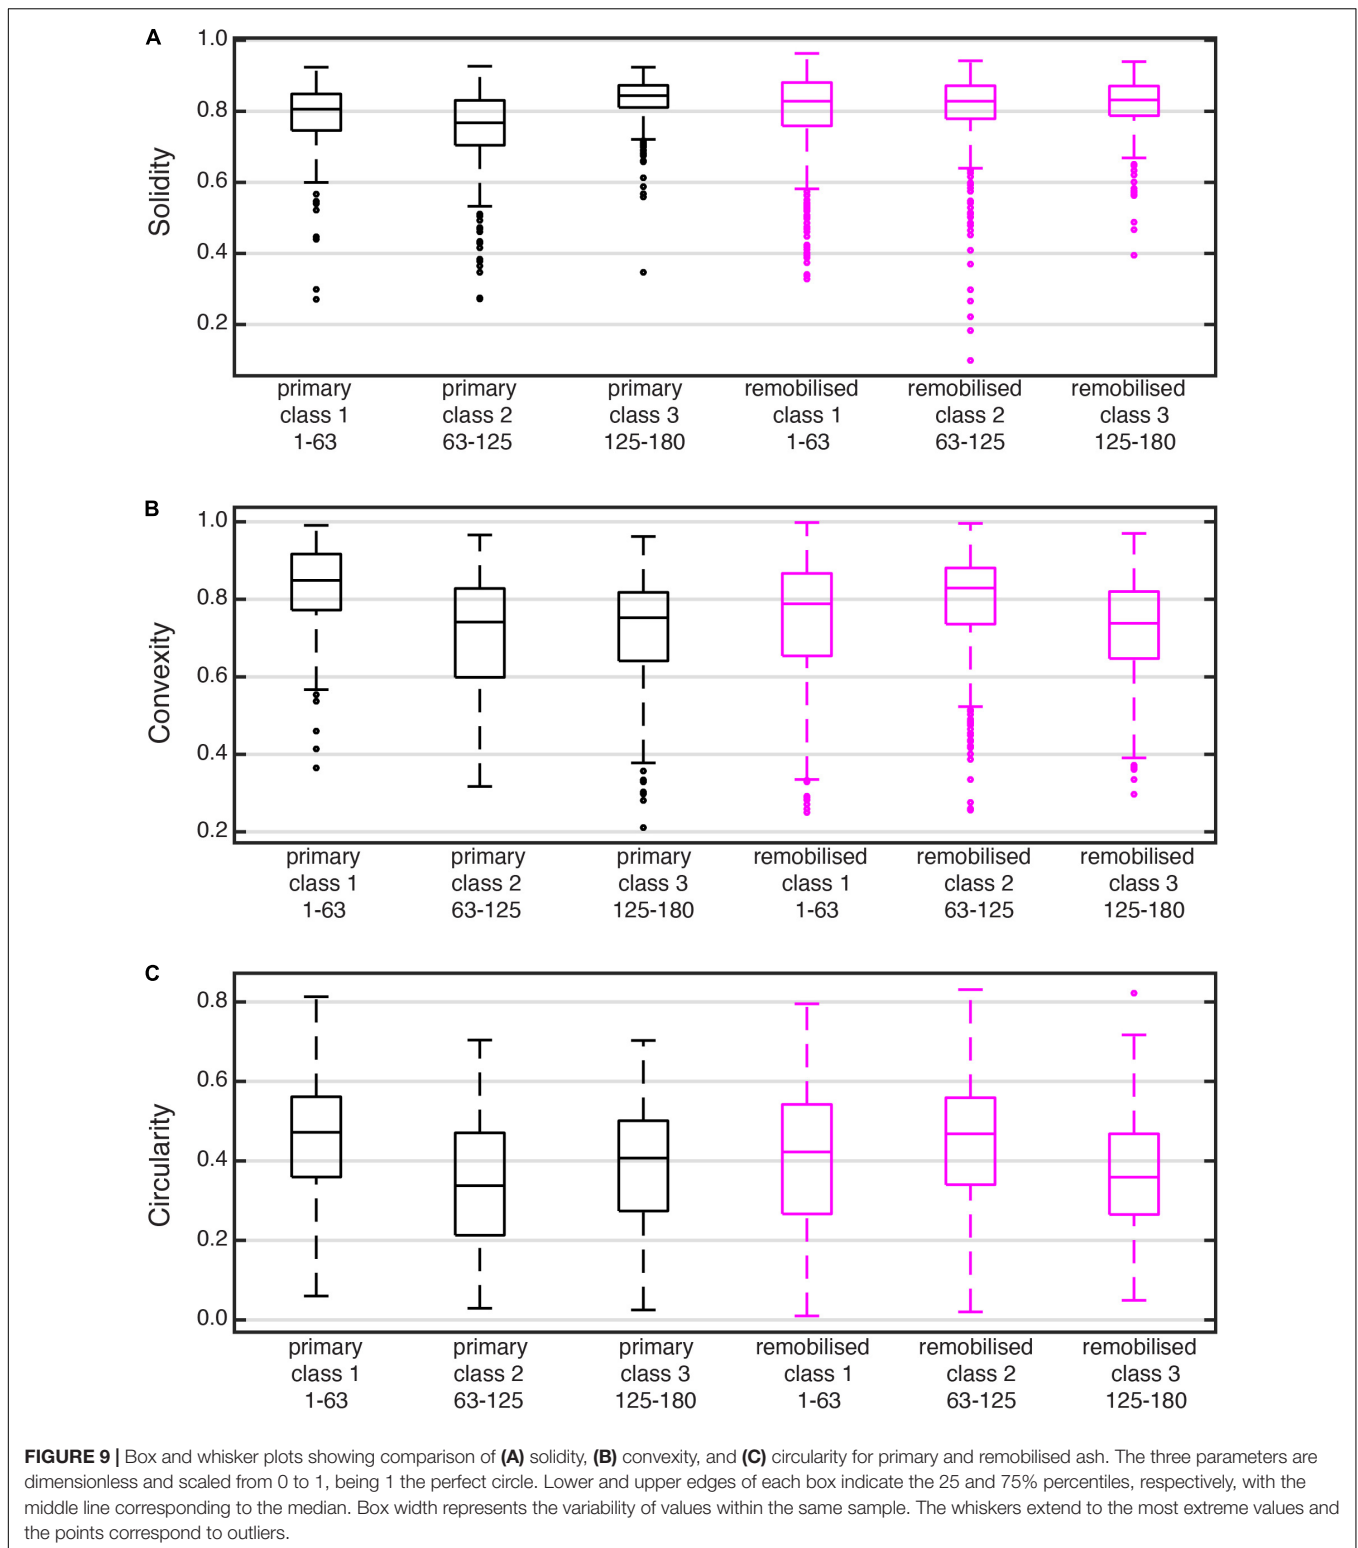 A
1.0
0.8
0.6
0.4
0.2
Solidity
primary primary primary remobilised remobilised remobilised
class 1 class 2 class 3 class 1 class 2 class 3
1-63 63-125 125-180 1-63 63-125 125-180
B
1.0
0.8
0.6
0.4
0.2
Convexity
primary primary primary remobilised remobilised remobilised
class 1 class 2 class 3 class 1 class 2 class 3
1-63 63-125 125-180 1-63 63-125 125-180
C
0.8
0.6
0.4
0.2
0.0
Circularity
primary primary primary remobilised remobilised remobilised
class 1 class 2 class 3 class 1 class 2 class 3
1-63 63-125 125-180 1-63 63-125 125-180
FIGURE 9 | Box and whisker plots showing comparison of (A) solidity, (B) convexity, and (C) circularity for primary and remobilised ash. The three parameters are
dimensionless and scaled from 0 to 1, being 1 the perfect circle. Lower and upper edges of each box indicate the 25 and 75% percentiles, respectively, with the
middle line corresponding to the median. Box width represents the variability of values within the same sample. The whiskers extend to the most extreme values and
the points correspond to outliers.